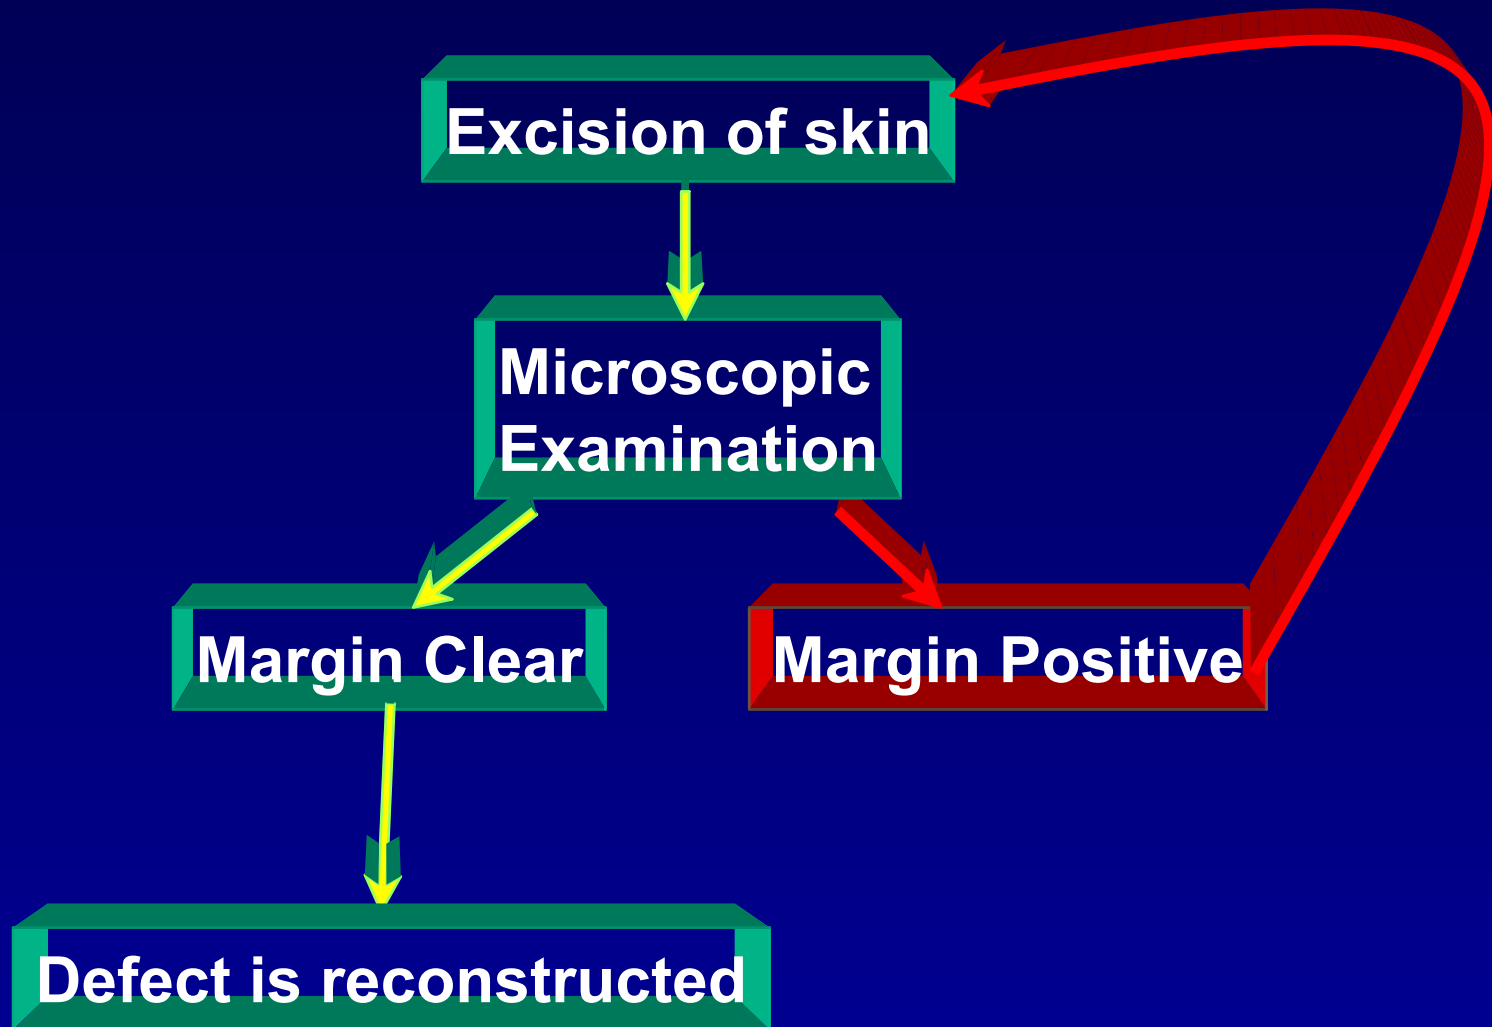 Excision of skin
Microscopic
Examination
Margin Clear
Margin Positive
Defect is reconstructed